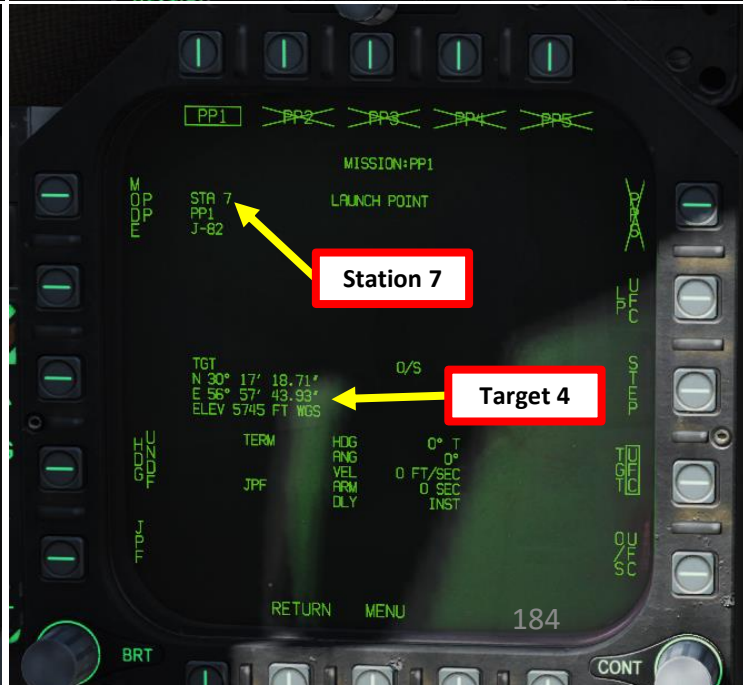 PP1 PP2 PP3 PP4 PP5
MISSION:PP1
MODE
PP
OD
STA 7
PP1
J-82
LAUNCH POINT
PPAS
Station 7
LP
UFC
TGT
N 30° 17' 18.71"
E 56° 57' 43.93"
ELEV 5745 FT WGS
O/S
STEP
Target 4
HDG
UNDF
TERM
JPF
HDG 0° T
ANG 0°
VEL 0 FT/SEC
ARM 0 SEC
DLY INST
TGT
UFC
JPF
O/S
UFC
RETURN MENU
184
BRT
CONT